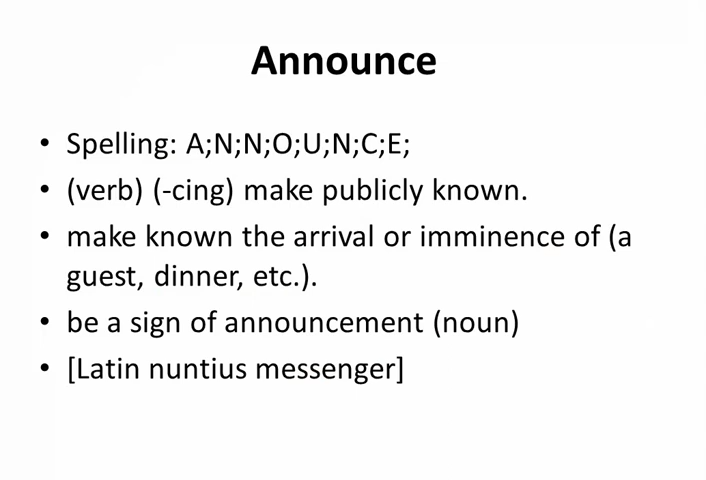 Announce
• Spelling: A;N;N;O;U;N;C;E;
• (verb) (-cing) make publicly known.
• make known the arrival or imminence of (a
guest, dinner, etc.).
• be a sign of announcement (noun)
• [Latin nuntius messenger]